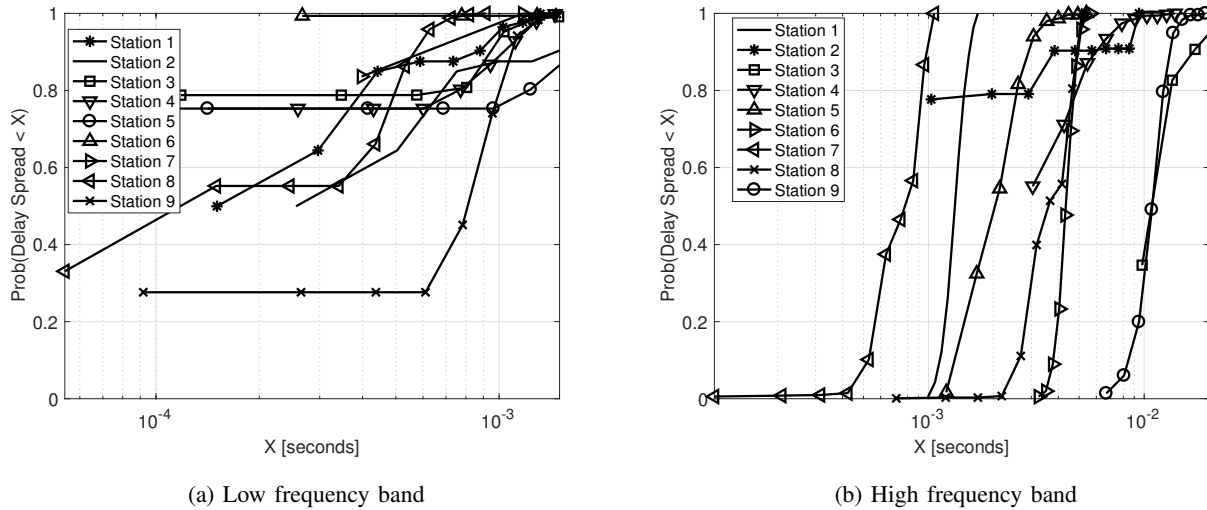 1
0.8
0.6
0.4
0.2
0
Prob(Delay Spread < X)
Station 1
Station 2
Station 3
Station 4
Station 5
Station 6
Station 7
Station 8
Station 9
10^-4
10^-3
X [seconds]
(a) Low frequency band
1
0.8
0.6
0.4
0.2
0
Prob(Delay Spread < X)
Station 1
Station 2
Station 3
Station 4
Station 5
Station 6
Station 7
Station 8
Station 9
10^-3
10^-2
X [seconds]
(b) High frequency band